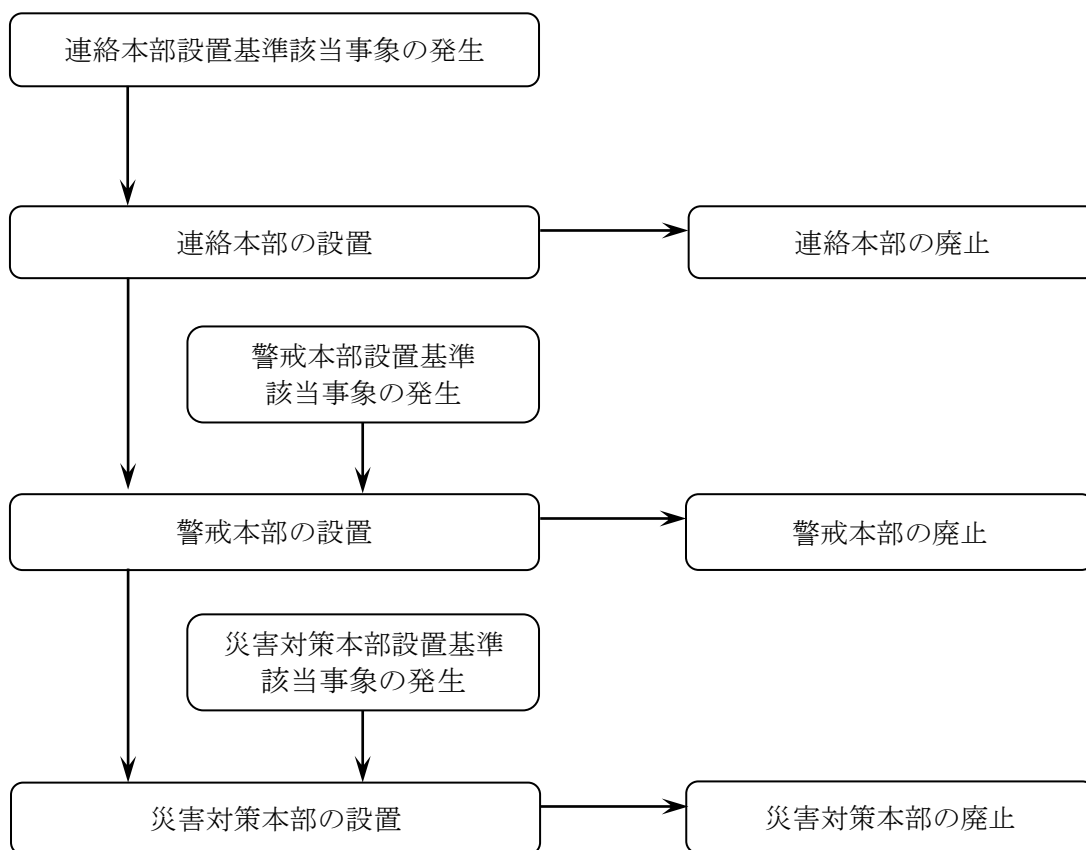 連絡本部設置基準該当事象の発生
連絡本部の設置
連絡本部の廃止
警戒本部設置基準
該当事象の発生
警戒本部の設置
警戒本部の廃止
災害対策本部設置基準
該当事象の発生
災害対策本部の設置
災害対策本部の廃止